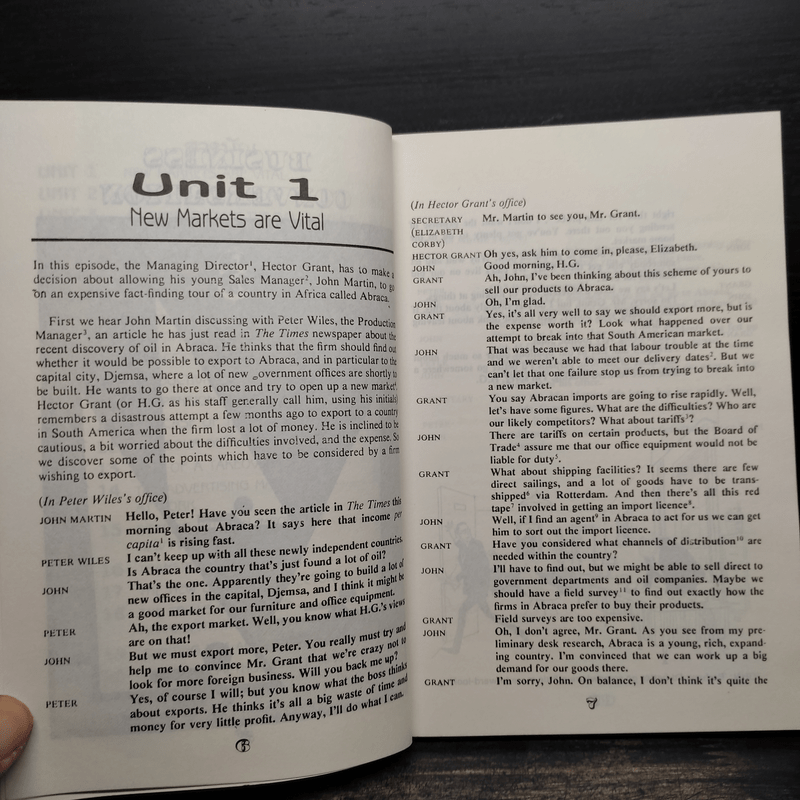 Unit 1
New Markets are Vital
In this episode, the Managing Director¹, Hector Grant, has to make a
decision about allowing his young Sales Manager², John Martin, to go
on an expensive fact-finding tour of a country in Africa called Abraca.
First we hear John Martin discussing with Peter Wiles, the Production
Manager³, an article he has just read in The Times newspaper about the
recent discovery of oil in Abraca. He thinks that the firm should find out
whether it would be possible to export to Abraca, and in particular to the
capital city, Djemsa, where a lot of new government offices are shortly to
be built. He wants to go there at once and try to open up a new market⁴.
Hector Grant (or H.G. as his staff generally call him, using his initials)
remembers a disastrous attempt a few months ago to export to a country
in South America when the firm lost a lot of money. He is inclined to be
cautious, a bit worried about the difficulties involved, and the expense. So
we discover some of the points which have to be considered by a firm
wishing to export.
(In Peter Wiles's office)
JOHN MARTIN Hello, Peter! Have you seen the article in The Times this
morning about Abraca? It says here that income per
capita¹ is rising fast.
PETER WILES I can't keep up with all these newly independent countries.
Is Abraca the country that's just found a lot of oil?
JOHN That's the one. Apparently they're going to build a lot of
new offices in the capital, Djemsa, and I think it might be
a good market for our furniture and office equipment.
PETER Ah, the export market. Well, you know what H.G.'s views
are on that!
JOHN But we must export more, Peter. You really must try and
help me to convince Mr. Grant that we're crazy not to
look for more foreign business. Will you back me up?
PETER Yes, of course I will; but you know what the boss thinks
about exports. He thinks it's all a big waste of time and
money for very little profit. Anyway, I'll do what I can.
6
(In Hector Grant's office)
SECRETARY Mr. Martin to see you, Mr. Grant.
(ELIZABETH
CORBY)
HECTOR GRANT Oh yes, ask him to come in, please, Elizabeth.
JOHN Good morning, H.G.
GRANT Ah, John, I've been thinking about this scheme of yours to
sell our products to Abraca.
JOHN Oh, I'm glad.
GRANT Yes, it's all very well to say we should export more, but is
the expense worth it? Look what happened over our
attempt to break into that South American market.
JOHN That was because we had that labour trouble at the time
and we weren't able to meet our delivery dates². But we
can't let that one failure stop us from trying to break into
a new market.
GRANT You say Abracan imports are going to rise rapidly. Well,
let's have some figures. What are the difficulties? Who are
our likely competitors? What about tariffs³?
JOHN There are tariffs on certain products, but the Board of
Trade⁴ assure me that our office equipment would not be
liable for duty⁵.
GRANT What about shipping facilities? It seems there are few
direct sailings, and a lot of goods have to be trans-
shipped⁶ via Rotterdam. And then there's all this red
tape⁷ involved in getting an import licence⁸.
JOHN Well, if I find an agent⁹ in Abraca to act for us we can get
him to sort out the import licence.
GRANT Have you considered what channels of distribution¹⁰ are
needed within the country?
JOHN I'll have to find out, but we might be able to sell direct to
government departments and oil companies. Maybe we
should have a field survey¹¹ to find out exactly how the
firms in Abraca prefer to buy their products.
GRANT Field surveys are too expensive.
JOHN Oh, I don't agree, Mr. Grant. As you see from my pre-
liminary desk research, Abraca is a young, rich, expand-
ing country. I'm convinced that we can work up a big
demand for our goods there.
GRANT I'm sorry, John. On balance, I don't think it's quite the
7